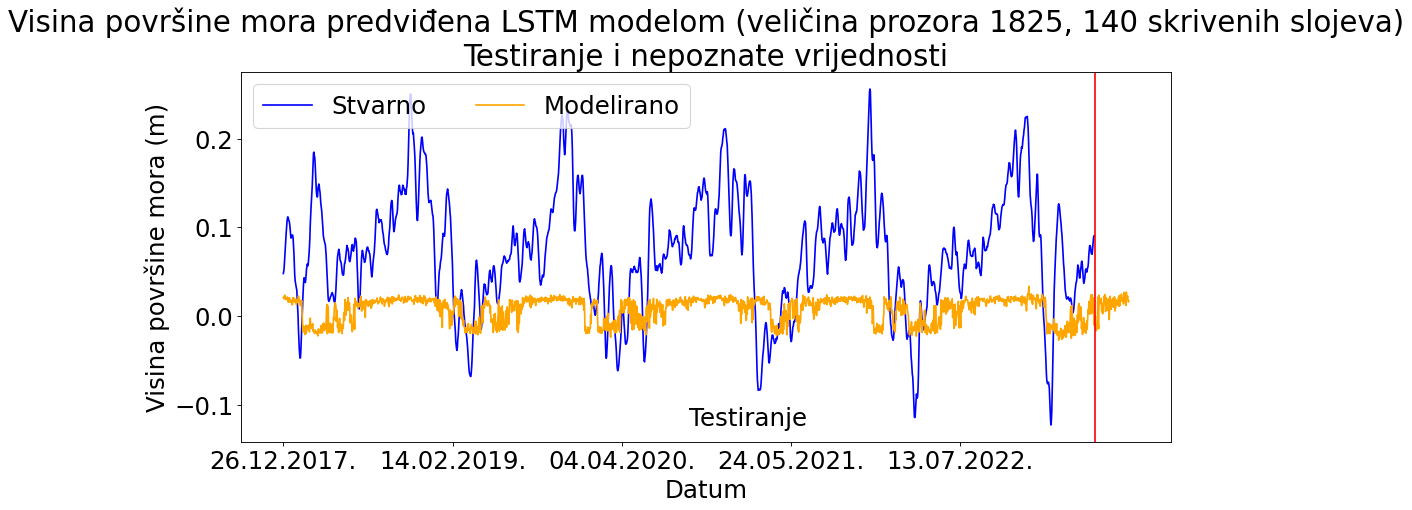 Visina površine mora predviđena LSTM modelom (veličina prozora 1825, 140 skrivenih slojeva)
Testiranje i nepoznate vrijednosti
Stvarno Modelirano
Visina površine mora (m)
0.2
0.1
0.0
−0.1
Testiranje
26.12.2017. 14.02.2019. 04.04.2020. 24.05.2021. 13.07.2022.
Datum